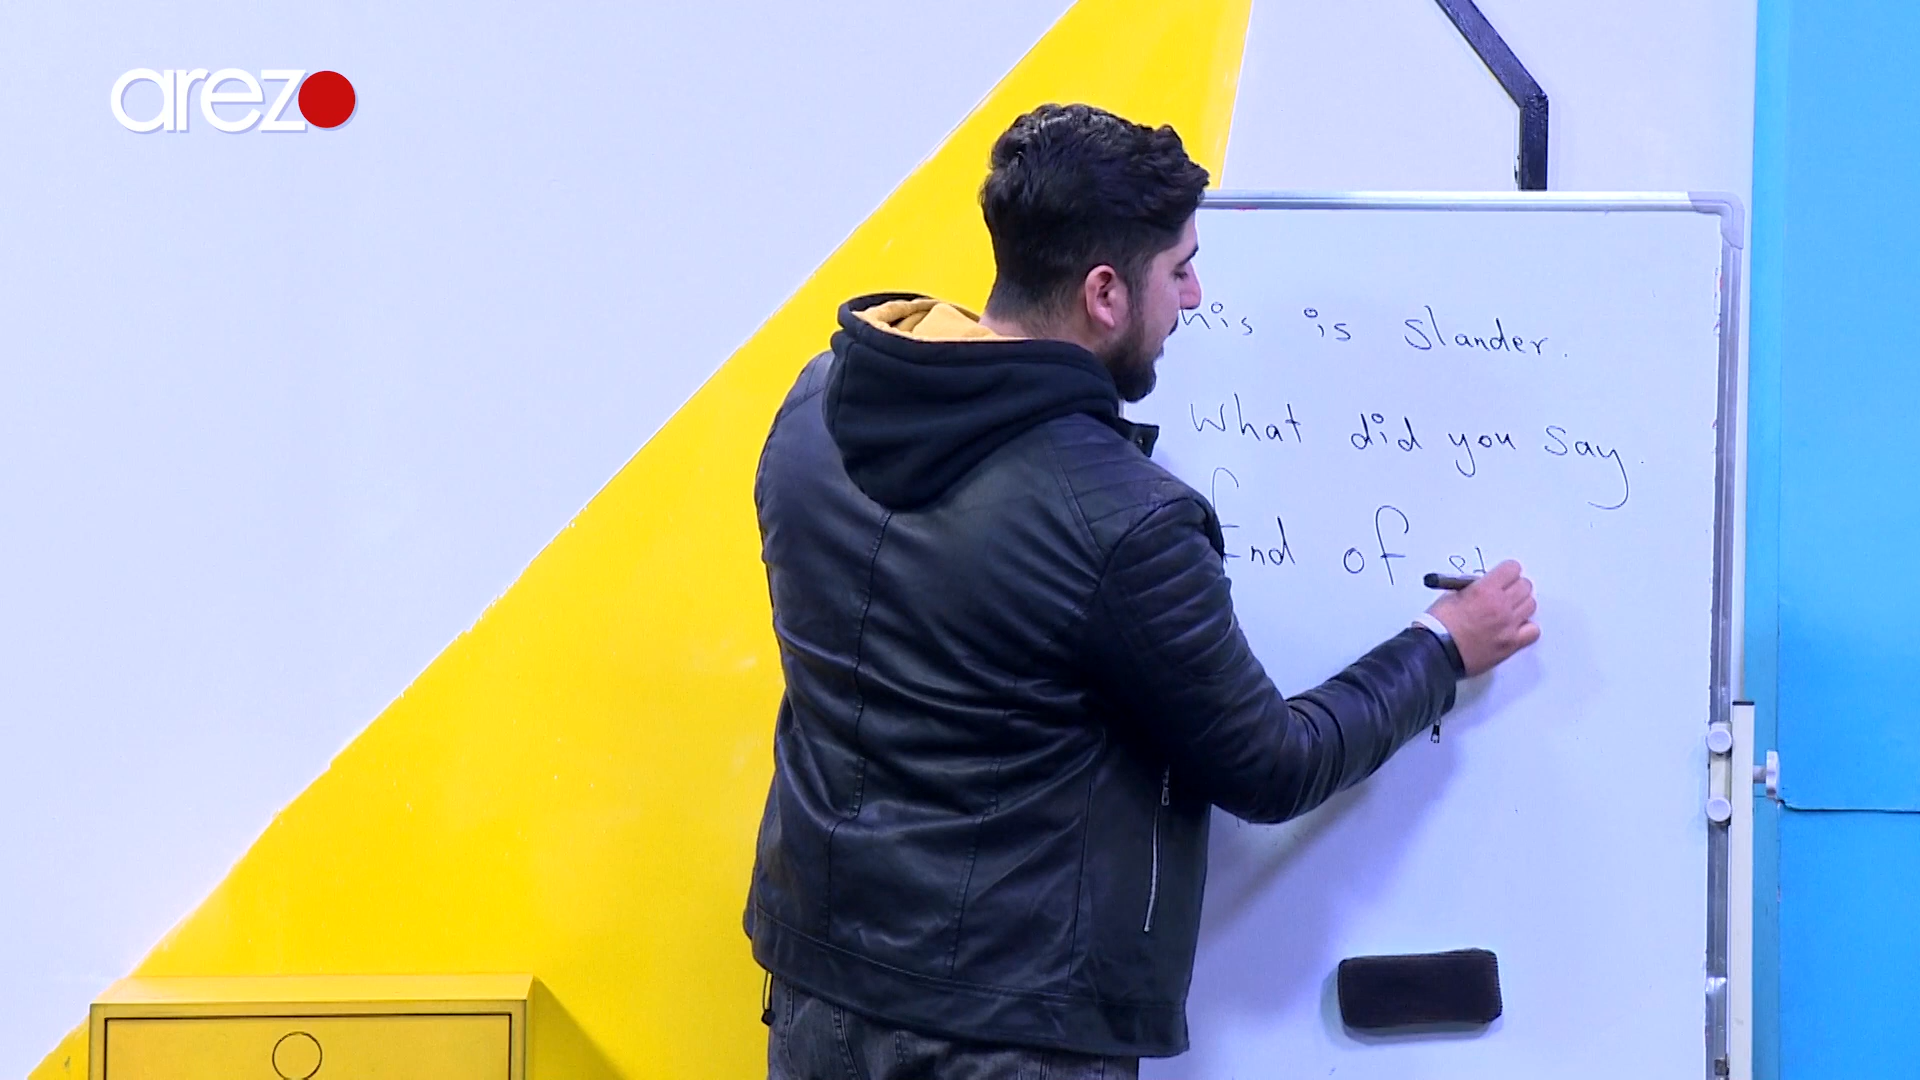 arezo
his is slander.
What did you say.
End of st